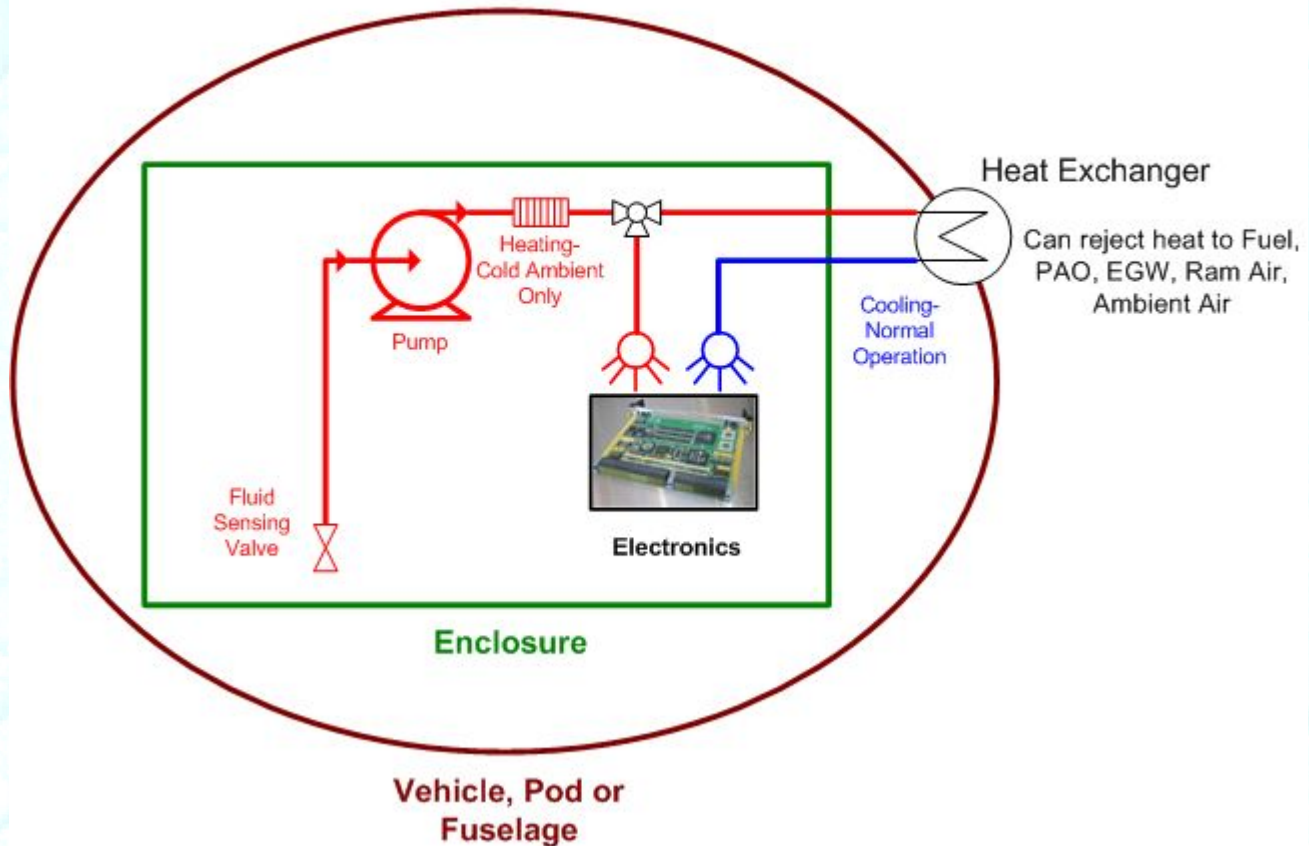 Heat Exchanger
Can reject heat to Fuel,
PAO, EGW, Ram Air,
Ambient Air
Heating-
Cold Ambient
Only
Pump
Cooling-
Normal
Operation
Fluid
Sensing
Valve
Electronics
Enclosure
Vehicle, Pod or
Fuselage